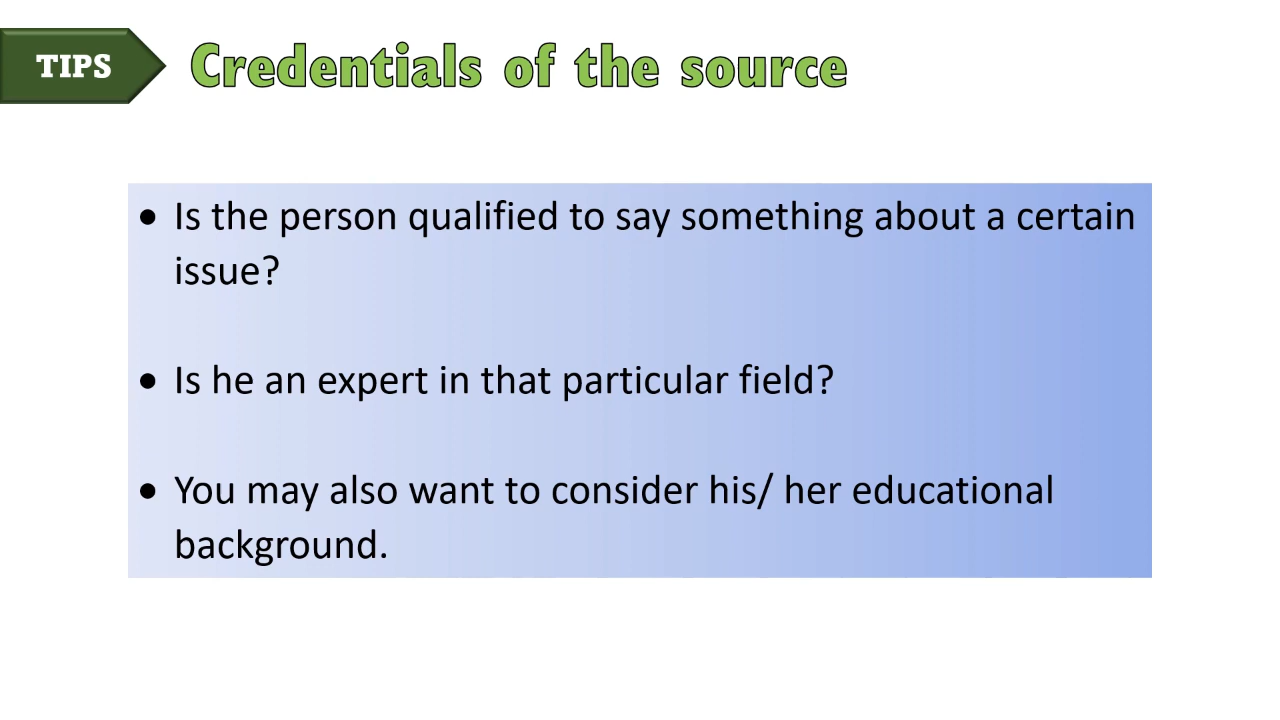 TIPS
Credentials of the source
• Is the person qualified to say something about a certain
issue?
• Is he an expert in that particular field?
• You may also want to consider his/ her educational
background.